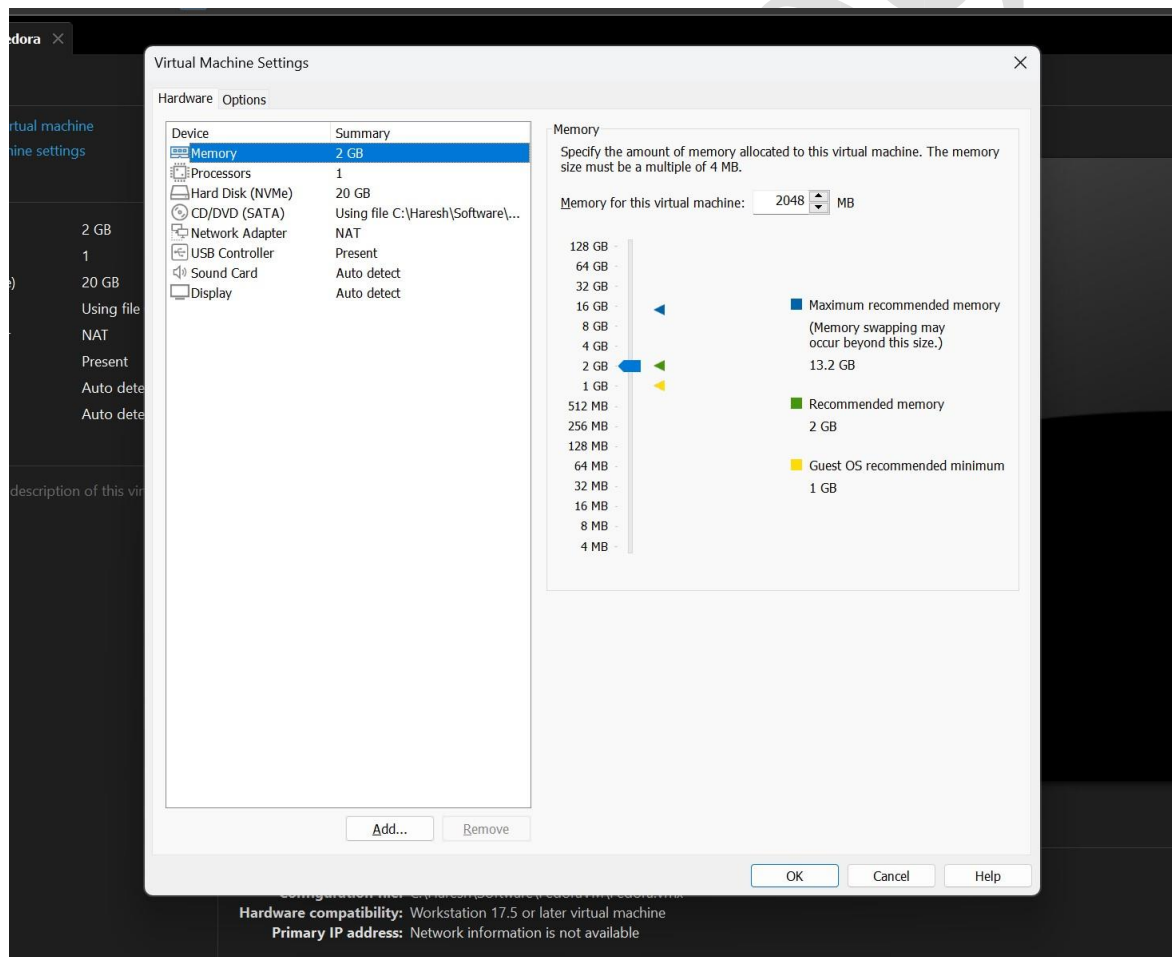 edora
Virtual Machine Settings
Hardware Options
rtual machine
settings
Device Summary
Memory 2 GB
Processors 1
Hard Disk (NVMe) 20 GB
CD/DVD (SATA) Using file C:\Haresh\Software\...
Network Adapter NAT
USB Controller Present
Sound Card Auto detect
Display Auto detect
Add... Remove
Memory
Specify the amount of memory allocated to this virtual machine. The memory
size must be a multiple of 4 MB.
Memory for this virtual machine: 2048 MB
128 GB
64 GB
32 GB
16 GB
8 GB
4 GB
2 GB
1 GB
512 MB
256 MB
128 MB
64 MB
32 MB
16 MB
8 MB
4 MB
Maximum recommended memory
(Memory swapping may
occur beyond this size.)
13.2 GB
Recommended memory
2 GB
Guest OS recommended minimum
1 GB
OK Cancel Help
2 GB
1
20 GB
Using file
NAT
Present
Auto dete
Auto dete
description of this vir
Hardware compatibility: Workstation 17.5 or later virtual machine
Primary IP address: Network information is not available